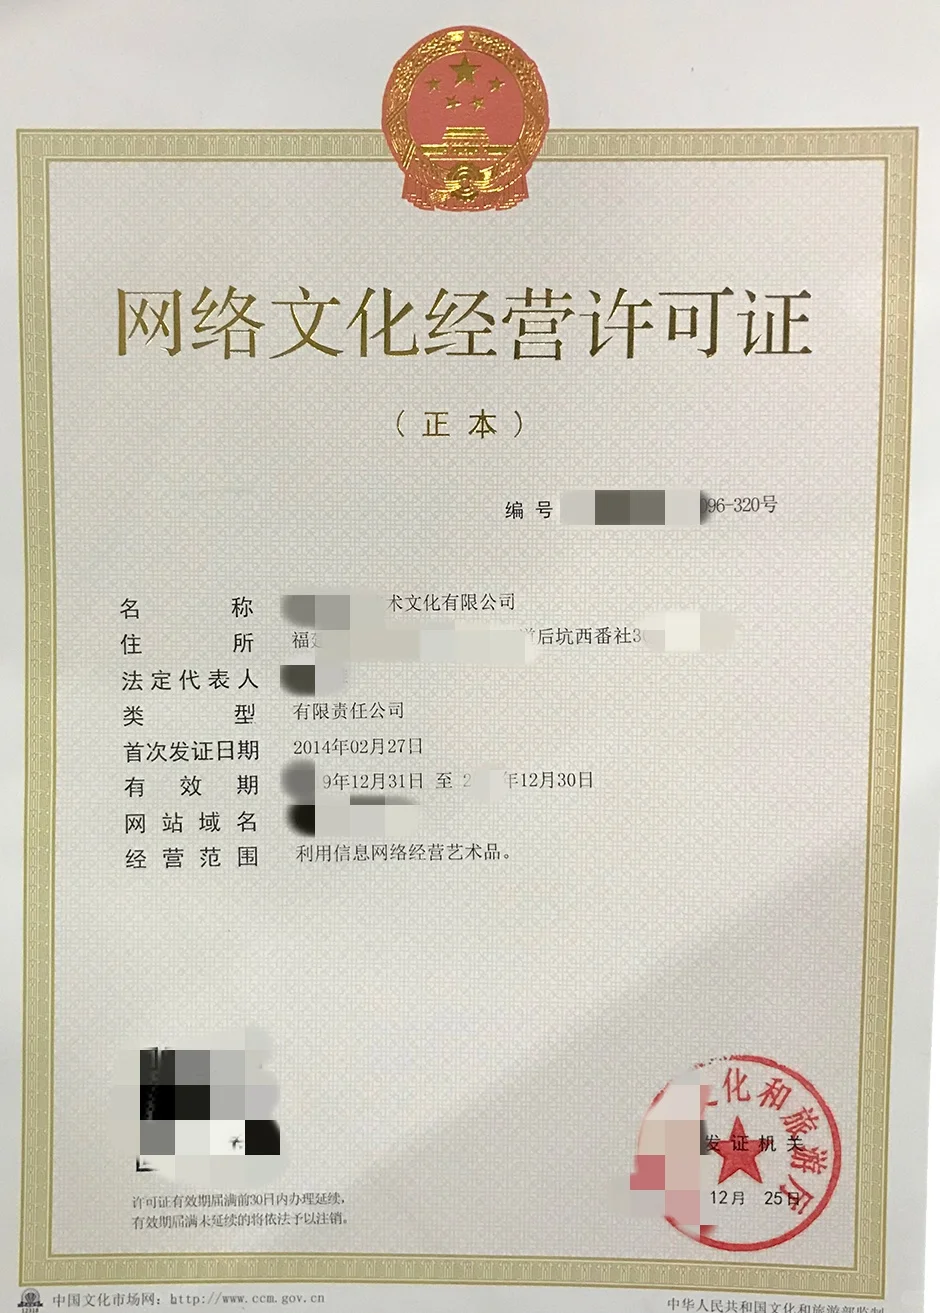 网络文化经营许可证
（正本）
编号 096-320号
名称 术文化有限公司
住所 福建 道后坑西番社3
法定代表人
类型 有限责任公司
首次发证日期 2014年02月27日
有效期 9年12月31日 至 2 年12月30日
网站域名
经营范围 利用信息网络经营艺术品。
文化和旅游厅
发证机关
12月 25日
许可证有效期届满前30日内办理延续，
有效期届满未延续的将依法予以注销。
中国文化市场网：http://www.ccm.gov.cn
中华人民共和国文化和旅游部监制